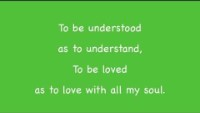 To be understood
as to understand,
To be loved
as to love with all my soul.